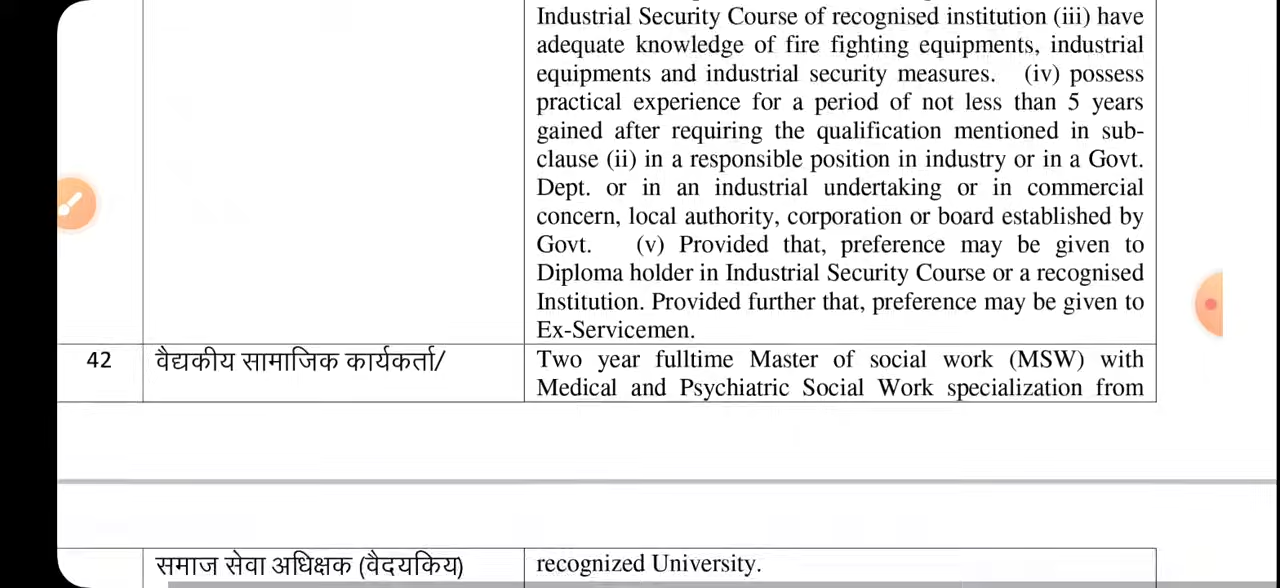 Industrial Security Course of recognised institution (iii) have
adequate knowledge of fire fighting equipments, industrial
equipments and industrial security measures. (iv) possess
practical experience for a period of not less than 5 years
gained after requiring the qualification mentioned in sub-
clause (ii) in a responsible position in industry or in a Govt.
Dept. or in an industrial undertaking or in commercial
concern, local authority, corporation or board established by
Govt. (v) Provided that, preference may be given to
Diploma holder in Industrial Security Course or a recognised
Institution. Provided further that, preference may be given to
Ex-Servicemen.
42
वैद्यकीय सामाजिक कार्यकर्ता/
Two year fulltime Master of social work (MSW) with
Medical and Psychiatric Social Work specialization from
समाज सेवा अधिक्षक (वैदयकिय)
recognized University.